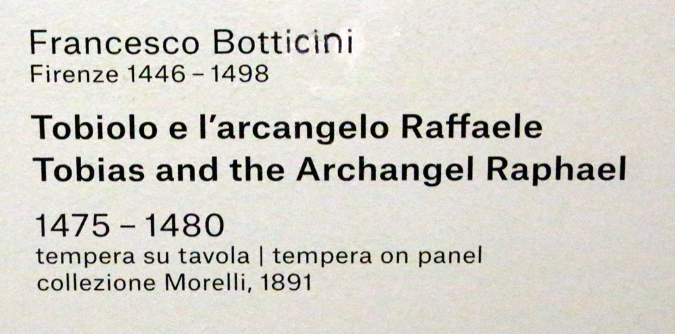 Francesco Botticini
Firenze 1446 – 1498
Tobiolo e l'arcangelo Raffaele
Tobias and the Archangel Raphael
1475 – 1480
tempera su tavola | tempera on panel
collezione Morelli, 1891